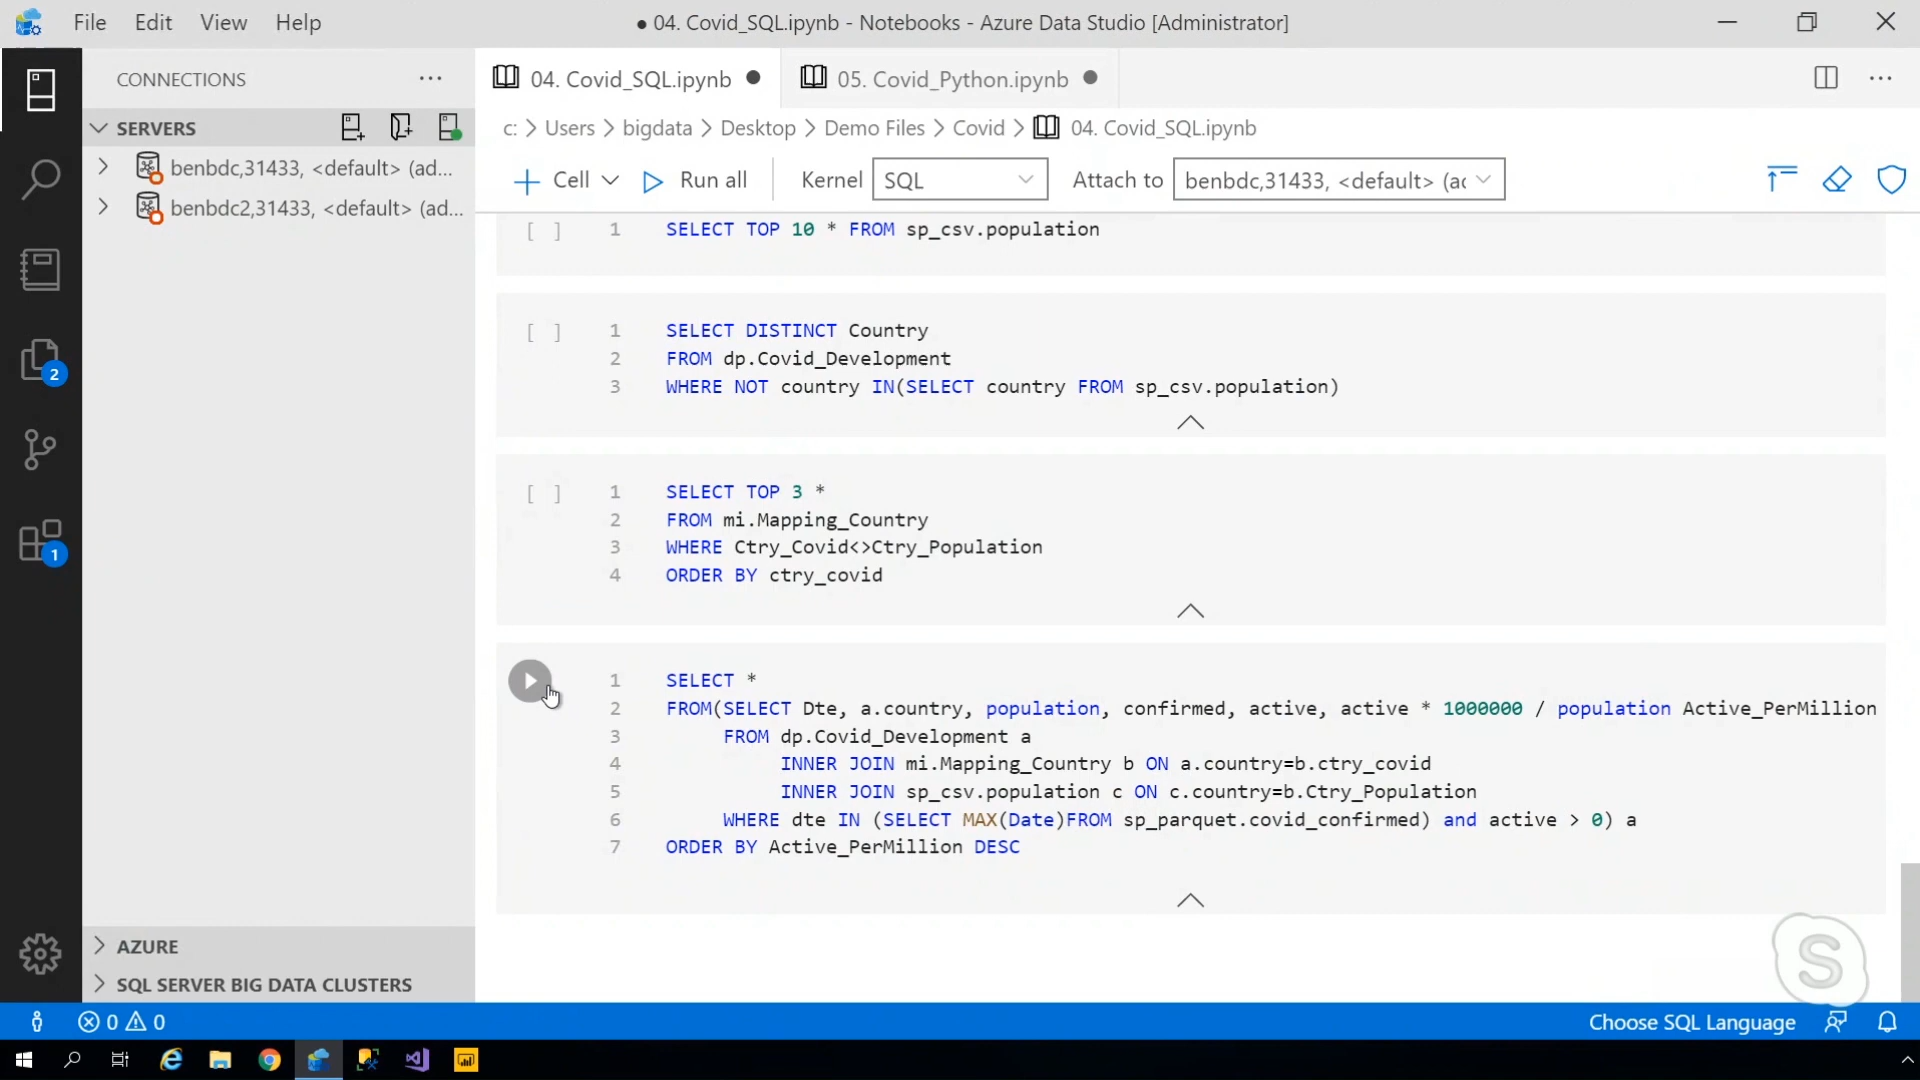 File Edit View Help
● 04. Covid_SQL.ipynb - Notebooks - Azure Data Studio [Administrator]
CONNECTIONS
04. Covid_SQL.ipynb
05. Covid_Python.ipynb
SERVERS
c: > Users > bigdata > Desktop > Demo Files > Covid > 04. Covid_SQL.ipynb
benbdc,31433, <default> (ad...
benbdc2,31433, <default> (ad...
Cell Run all Kernel SQL Attach to benbdc,31433, <default> (ac
[ ] 1 SELECT TOP 10 * FROM sp_csv.population
[ ] 1 SELECT DISTINCT Country
2 FROM dp.Covid_Development
3 WHERE NOT country IN(SELECT country FROM sp_csv.population)
[ ] 1 SELECT TOP 3 *
2 FROM mi.Mapping_Country
3 WHERE Ctry_Covid<>Ctry_Population
4 ORDER BY ctry_covid
1 SELECT *
2 FROM(SELECT Dte, a.country, population, confirmed, active, active * 1000000 / population Active_PerMillion
3 FROM dp.Covid_Development a
4 INNER JOIN mi.Mapping_Country b ON a.country=b.ctry_covid
5 INNER JOIN sp_csv.population c ON c.country=b.Ctry_Population
6 WHERE dte IN (SELECT MAX(Date)FROM sp_parquet.covid_confirmed) and active > 0) a
7 ORDER BY Active_PerMillion DESC
2
1
AZURE
SQL SERVER BIG DATA CLUSTERS
S
0 0
Choose SQL Language